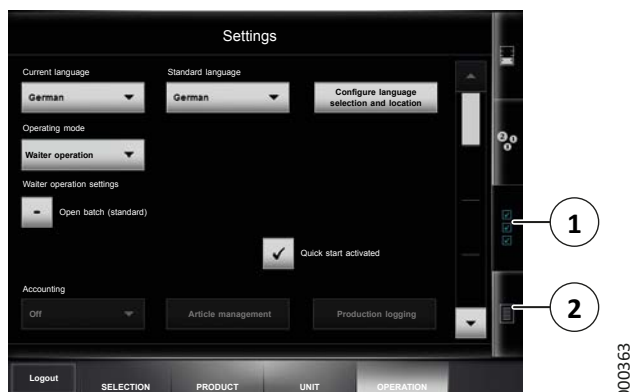 Settings
Current language
Standard language
German
German
Configure language
selection and location
Operating mode
Waiter operation
Waiter operation settings
Open batch (standard)
Quick start activated
Accounting
Off
Article management
Production logging
Logout
SELECTION
PRODUCT
UNIT
OPERATION
1
2
000363